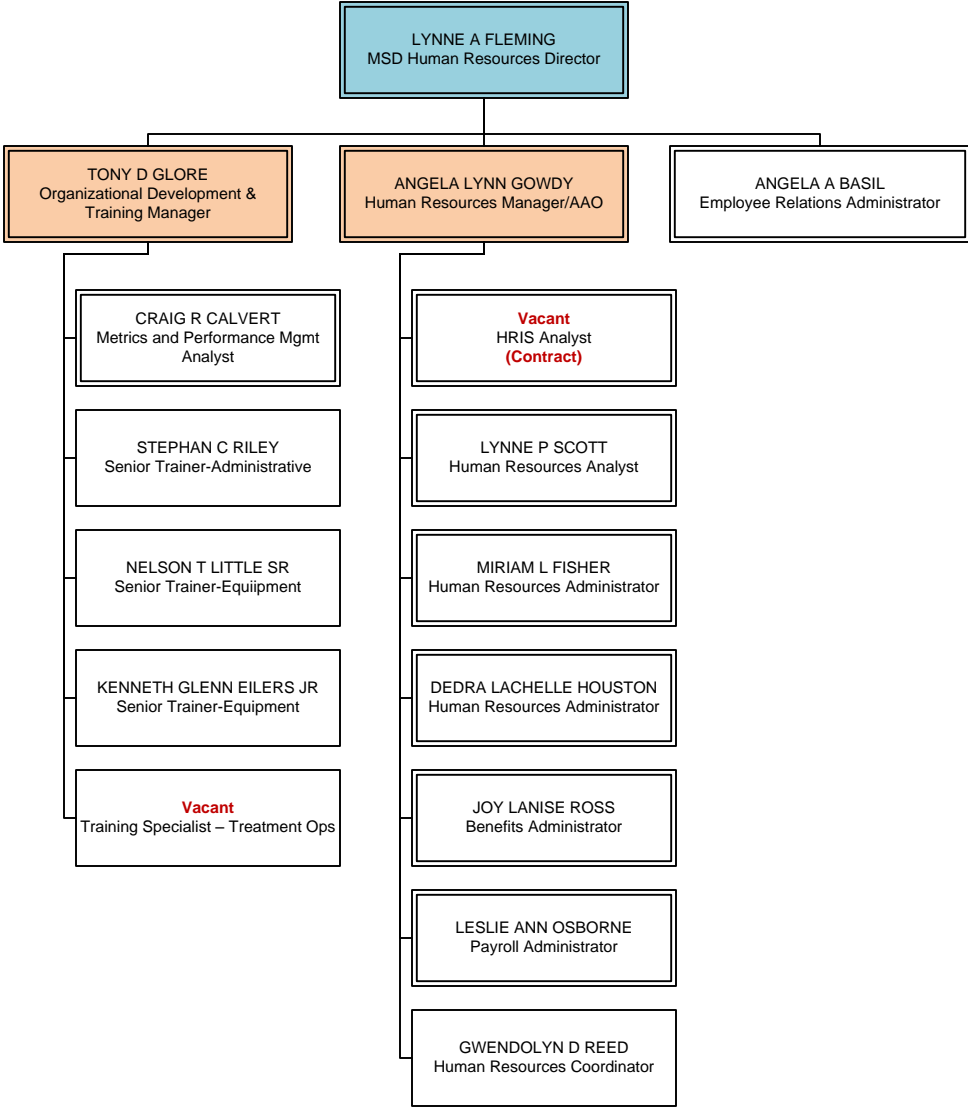 LYNNE A FLEMING
MSD Human Resources Director
TONY D GLORE
Organizational Development &
Training Manager
ANGELA LYNN GOWDY
Human Resources Manager/AAO
ANGELA A BASIL
Employee Relations Administrator
CRAIG R CALVERT
Metrics and Performance Mgmt
Analyst
STEPHAN C RILEY
Senior Trainer-Administrative
NELSON T LITTLE SR
Senior Trainer-Equiipment
KENNETH GLENN EILERS JR
Senior Trainer-Equipment
Vacant
Training Specialist – Treatment Ops
Vacant
HRIS Analyst
(Contract)
LYNNE P SCOTT
Human Resources Analyst
MIRIAM L FISHER
Human Resources Administrator
DEDRA LACHELLE HOUSTON
Human Resources Administrator
JOY LANISE ROSS
Benefits Administrator
LESLIE ANN OSBORNE
Payroll Administrator
GWENDOLYN D REED
Human Resources Coordinator